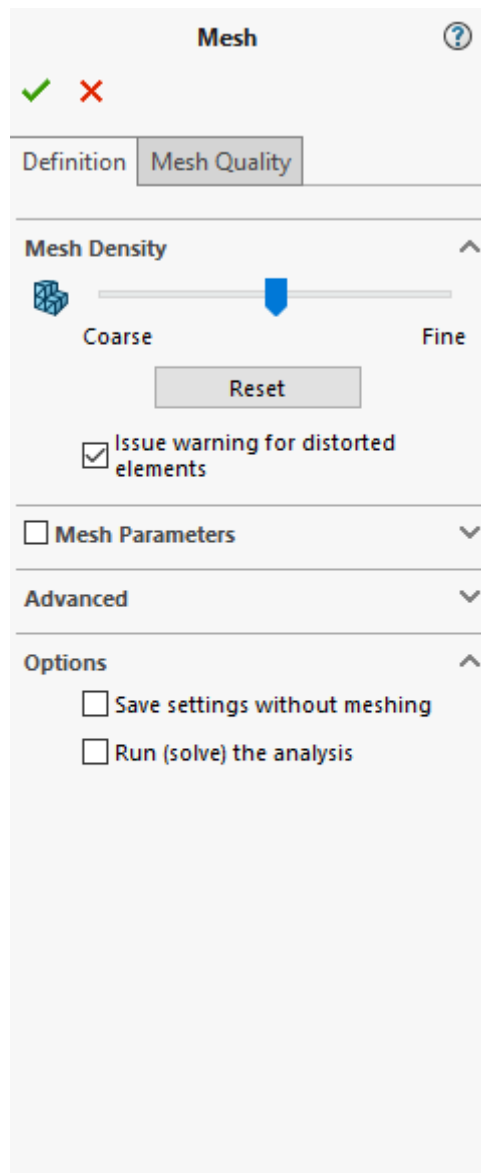 Mesh
?
Definition
Mesh Quality
Mesh Density
Coarse
Fine
Reset
Issue warning for distorted
elements
Mesh Parameters
Advanced
Options
Save settings without meshing
Run (solve) the analysis